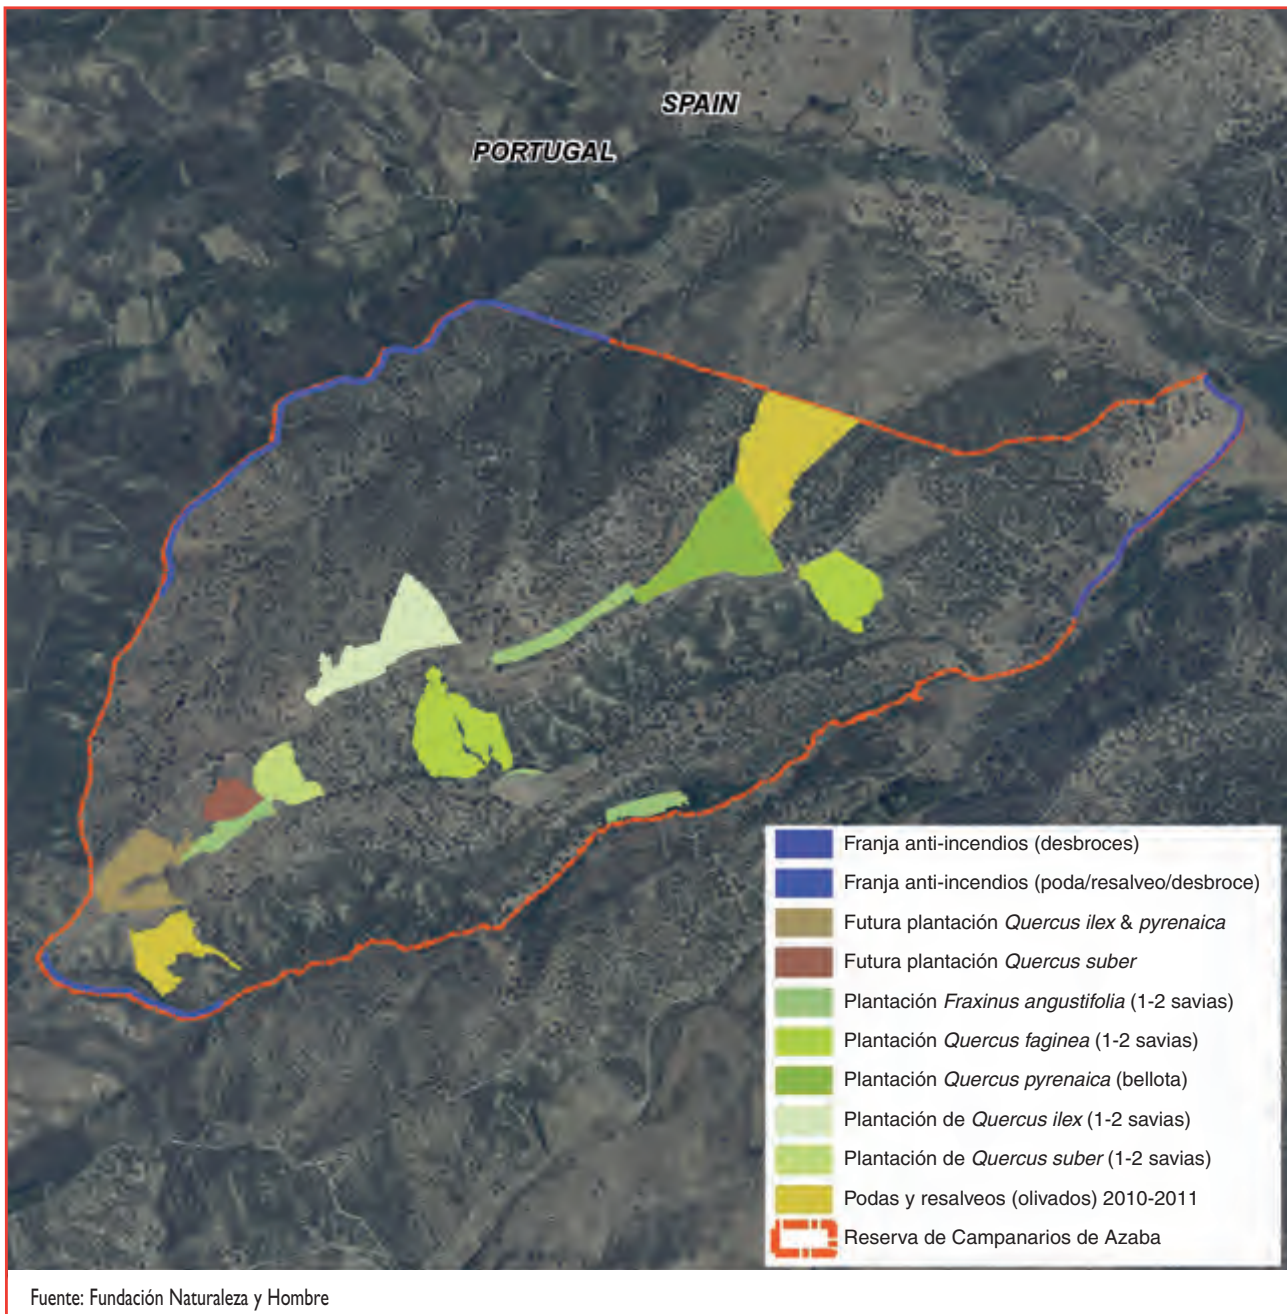 SPAIN
PORTUGAL
Franja anti-incendios (desbroces)
Franja anti-incendios (poda/resalveo/desbroce)
Futura plantación Quercus ilex & pyrenaica
Futura plantación Quercus suber
Plantación Fraxinus angustifolia (1-2 savias)
Plantación Quercus faginea (1-2 savias)
Plantación Quercus pyrenaica (bellota)
Plantación de Quercus ilex (1-2 savias)
Plantación de Quercus suber (1-2 savias)
Podas y resalveos (olivados) 2010-2011
Reserva de Campanarios de Azaba
Fuente: Fundación Naturaleza y Hombre